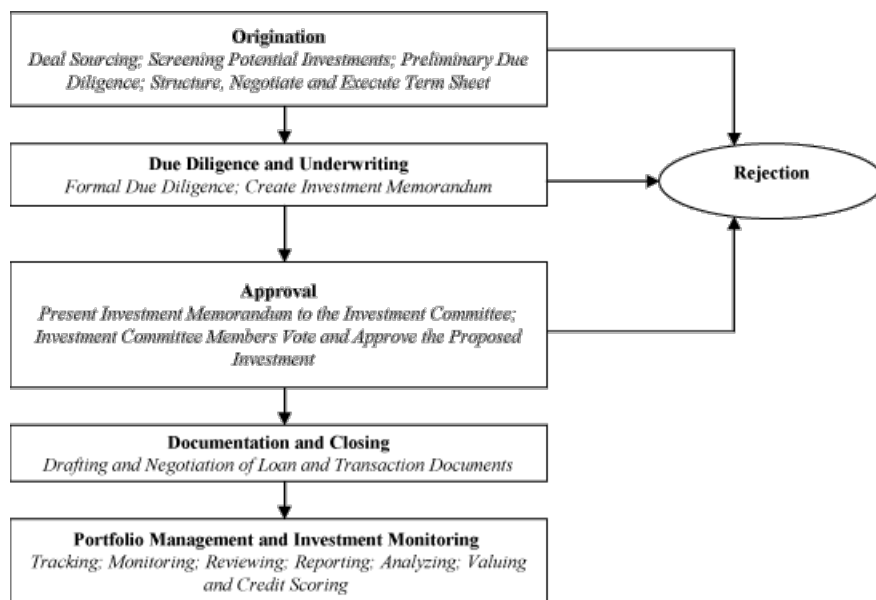 Origination
Deal Sourcing; Screening Potential Investments; Preliminary Due
Diligence; Structure, Negotiate and Execute Term Sheet
Due Diligence and Underwriting
Formal Due Diligence; Create Investment Memorandum
Rejection
Approval
Present Investment Memorandum to the Investment Committee;
Investment Committee Members Vote and Approve the Proposed
Investment
Documentation and Closing
Drafting and Negotiation of Loan and Transaction Documents
Portfolio Management and Investment Monitoring
Tracking; Monitoring; Reviewing; Reporting; Analyzing; Valuing
and Credit Scoring